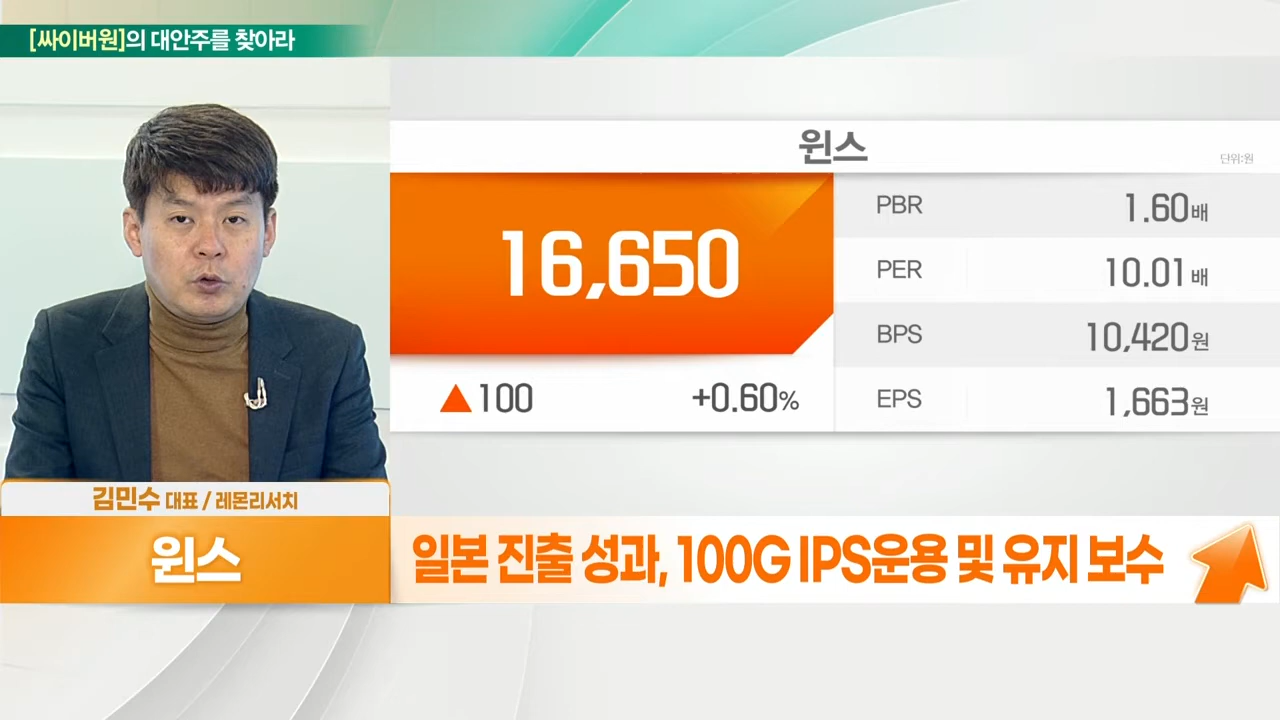 [싸이버원]의 대안주를 찾아라
윈스
단위:원
16,650
▲100 +0.60%
PBR 1.60배
PER 10.01배
BPS 10,420원
EPS 1,663원
김민수 대표 / 레몬리서치
윈스
일본 진출 성과, 100G IPS운용 및 유지 보수